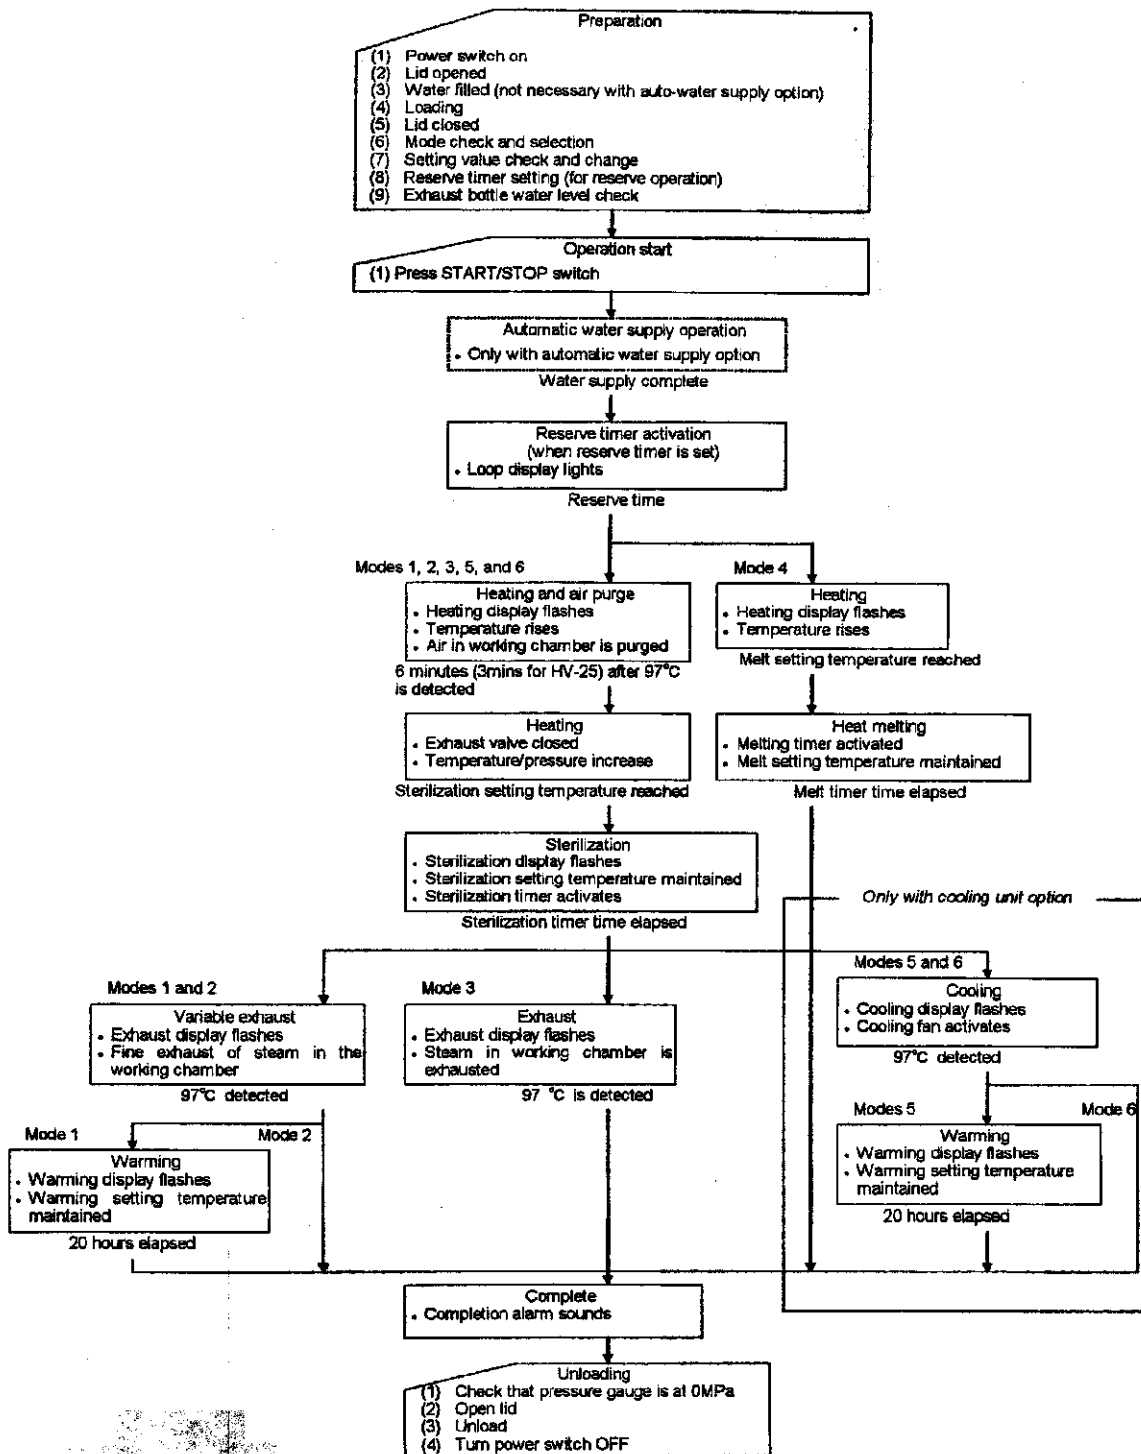 Preparation
(1) Power switch on
(2) Lid opened
(3) Water filled (not necessary with auto-water supply option)
(4) Loading
(5) Lid closed
(6) Mode check and selection
(7) Setting value check and change
(8) Reserve timer setting (for reserve operation)
(9) Exhaust bottle water level check
Operation start
(1) Press START/STOP switch
Automatic water supply operation
• Only with automatic water supply option
Water supply complete
Reserve timer activation
(when reserve timer is set)
• Loop display lights
Reserve time
Modes 1, 2, 3, 5, and 6
Heating and air purge
• Heating display flashes
• Temperature rises
• Air in working chamber is purged
6 minutes (3mins for HV-25) after 97°C
is detected
Mode 4
Heating
• Heating display flashes
• Temperature rises
Melt setting temperature reached
Heating
• Exhaust valve closed
• Temperature/pressure increase
Sterilization setting temperature reached
Heat melting
• Melting timer activated
• Melt setting temperature maintained
Melt timer time elapsed
Sterilization
• Sterilization display flashes
• Sterilization setting temperature maintained
• Sterilization timer activates
Sterilization timer time elapsed
Only with cooling unit option
Modes 1 and 2
Variable exhaust
• Exhaust display flashes
• Fine exhaust of steam in the
working chamber
97°C detected
Mode 3
Exhaust
• Exhaust display flashes
• Steam in working chamber is
exhausted
97 °C is detected
Modes 5 and 6
Cooling
• Cooling display flashes
• Cooling fan activates
97°C detected
Mode 1
Mode 2
Warming
• Warming display flashes
• Warming setting temperature
maintained
20 hours elapsed
Modes 5
Mode 6
Warming
• Warming display flashes
• Warming setting temperature
maintained
20 hours elapsed
Complete
• Completion alarm sounds
Unloading
(1) Check that pressure gauge is at 0MPa
(2) Open lid
(3) Unload
(4) Turn power switch OFF